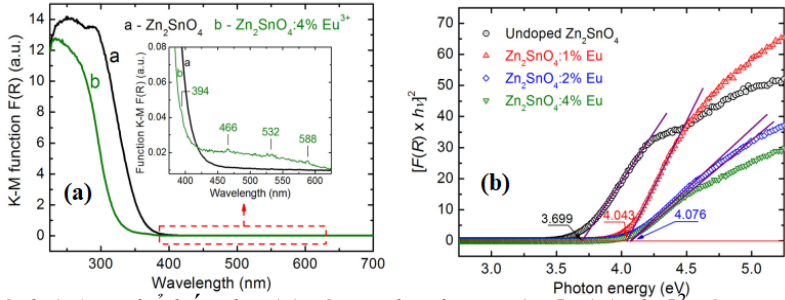 a - Zn₂SnO₄ b - Zn₂SnO₄:4% Eu³⁺
K-M function F(R) (a.u.)
14
12
10
8
6
4
2
0
a
b
(a)
Function K-M F(R) (a.u.)
0.08
0.06
0.04
0.02
b
a
394
466
532
588
400 450 500 550 600
Wavelength (nm)
300 400 500 600 700
Wavelength (nm)
[F(R) x hν]²
70
60
50
40
30
20
10
0
Undoped Zn₂SnO₄
Zn₂SnO₄:1% Eu
Zn₂SnO₄:2% Eu
Zn₂SnO₄:4% Eu
(b)
3.699
4.043
4.076
3.0 3.5 4.0 4.5 5.0
Photon energy (eV)